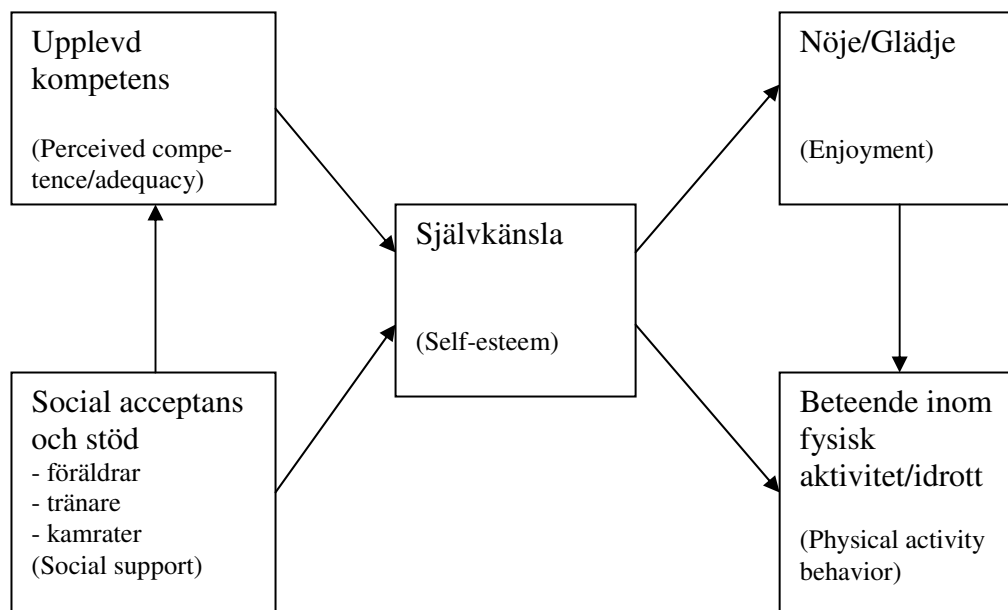 Upplevd
kompetens
(Perceived compe-
tence/adequacy)
Social acceptans
och stöd
- föräldrar
- tränare
- kamrater
(Social support)
Självkänsla
(Self-esteem)
Nöje/Glädje
(Enjoyment)
Beteende inom
fysisk
aktivitet/idrott
(Physical activity
behavior)